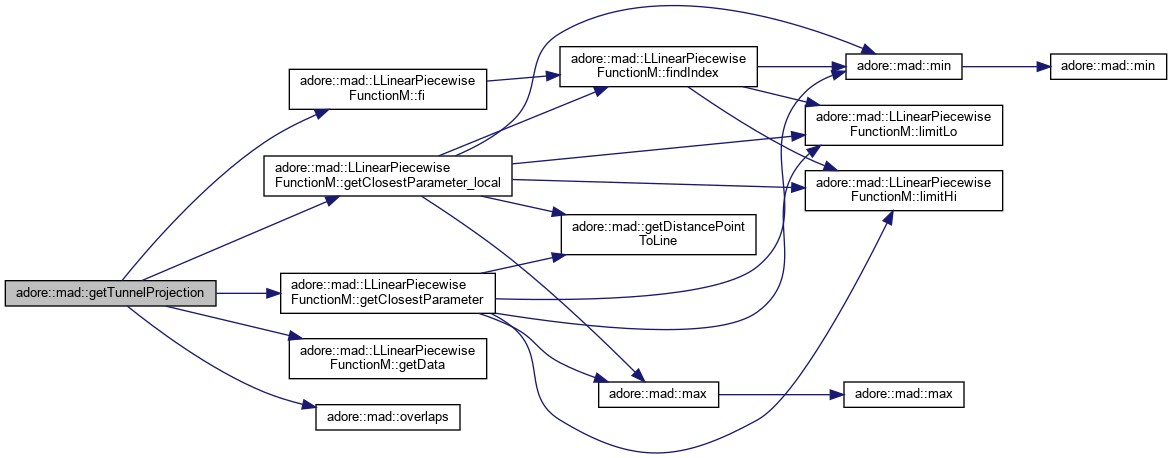 adore::mad::getTunnelProjection
adore::mad::LLinearPiecewise
FunctionM::fi
adore::mad::LLinearPiecewise
FunctionM::getClosestParameter_local
adore::mad::LLinearPiecewise
FunctionM::getClosestParameter
adore::mad::LLinearPiecewise
FunctionM::getData
adore::mad::overlaps
adore::mad::LLinearPiecewise
FunctionM::findIndex
adore::mad::getDistancePoint
ToLine
adore::mad::max
adore::mad::min
adore::mad::LLinearPiecewise
FunctionM::limitLo
adore::mad::LLinearPiecewise
FunctionM::limitHi
adore::mad::max
adore::mad::min